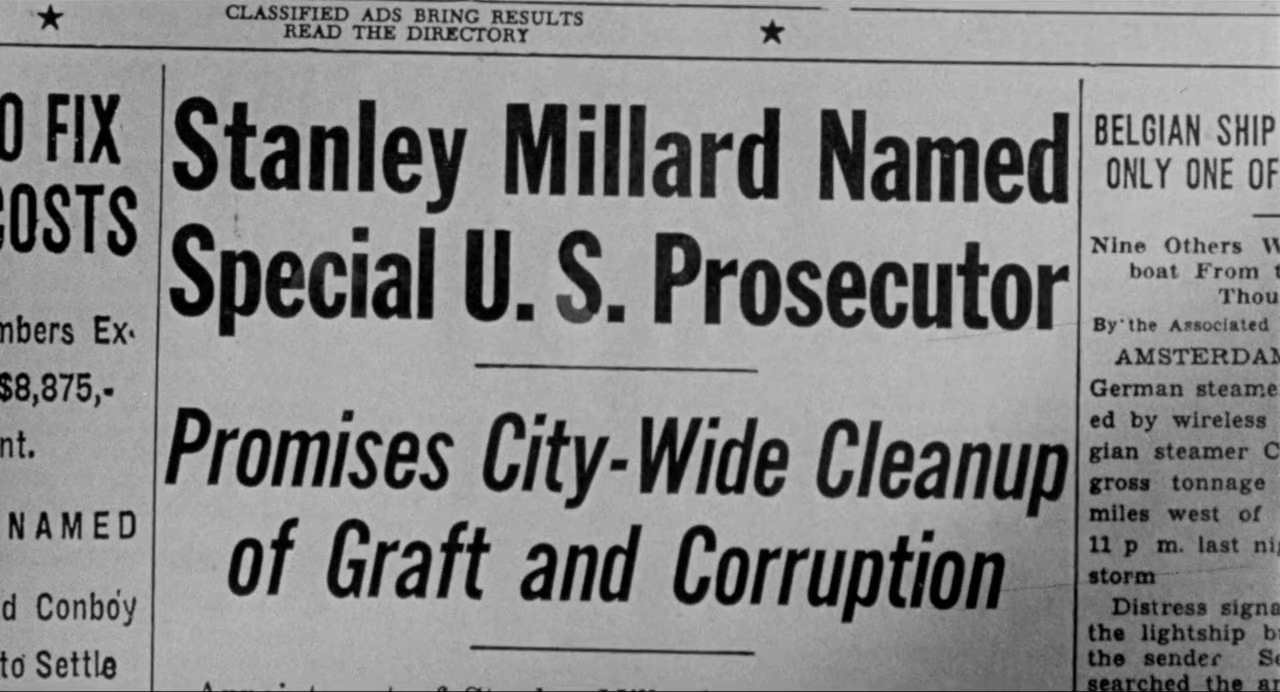 CLASSIFIED ADS BRING RESULTS
READ THE DIRECTORY
O FIX
COSTS
mbers Ex-
$8,875,-
nt.
NAMED
d Conboy
to Settle
Stanley Millard Named
Special U. S. Prosecutor
Promises City-Wide Cleanup
of Graft and Corruption
BELGIAN SHIP
ONLY ONE OF
Nine Others W
boat From t
Thou
By the Associated
AMSTERDAM
German steame
ed by wireless
gian steamer C
gross tonnage
miles west of
11 p m. last nig
storm
Distress signa
the lightship b
the sender Sc
searched the ar